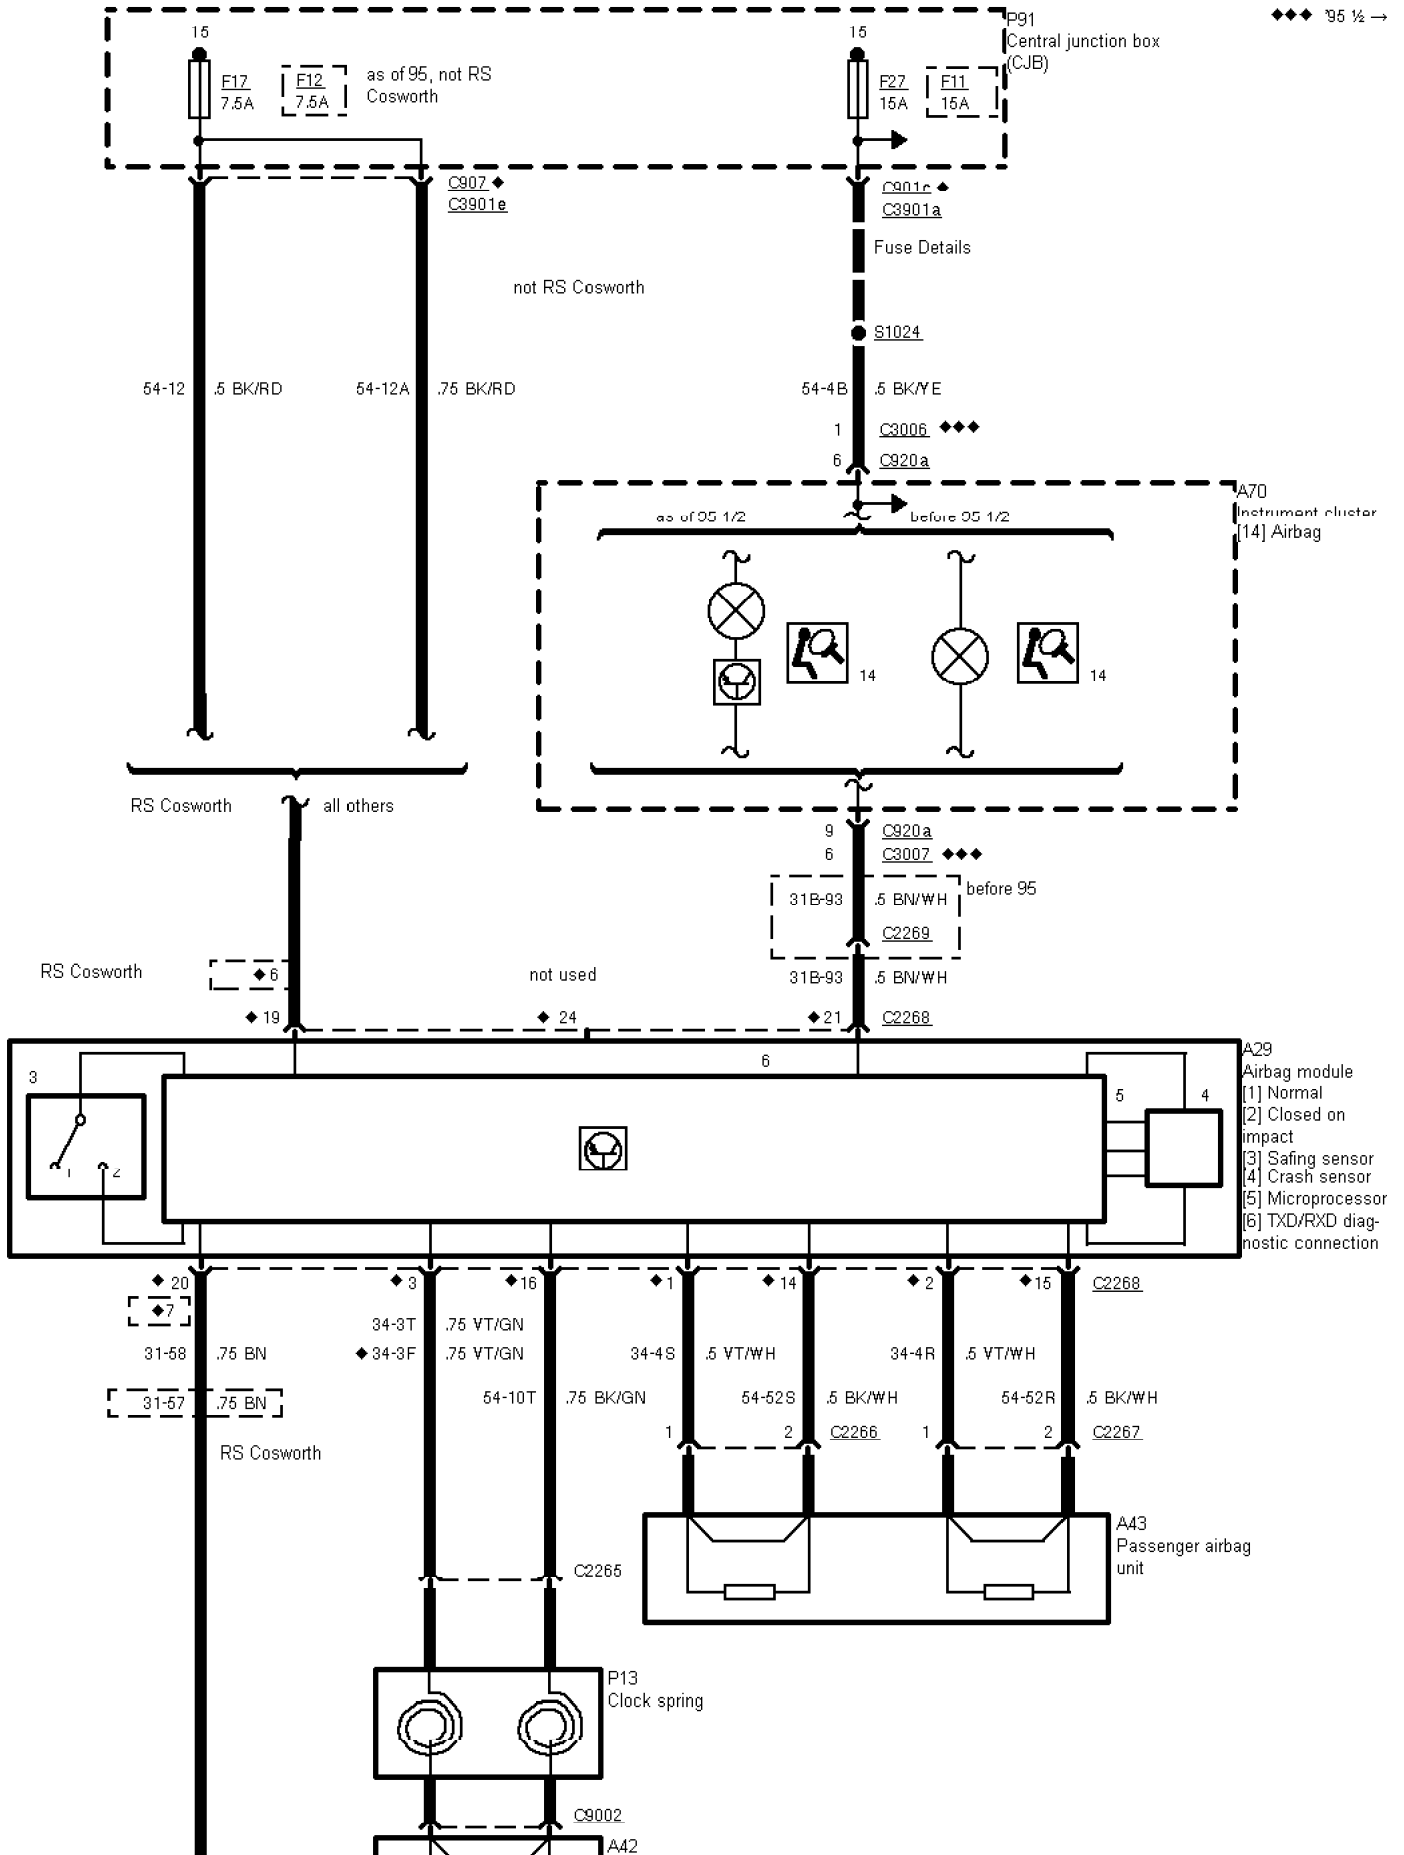 ◆◆◆ '95 ½ →
15
F17
7.5A
F12
7.5A
as of 95, not RS
Cosworth
15
F27
15A
F11
15A
P91
Central junction box
(CJB)
C907 ◆
C3901e
C901c ◆
C3901a
Fuse Details
not RS Cosworth
S1024
54-12 .5 BK/RD
54-12A .75 BK/RD
54-4B .5 BK/YE
1 C3006 ◆◆◆
6 C920a
A70
Instrument cluster
[14] Airbag
as of 95 1/2
before 95 1/2
14
14
RS Cosworth
all others
9 C920a
6 C3007 ◆◆◆
before 95
31B-93 .5 BN/WH
C2269
RS Cosworth
◆ 6
not used
31B-93 .5 BN/WH
◆ 19
◆ 24
◆ 21 C2268
A29
Airbag module
[1] Normal
[2] Closed on
impact
[3] Safing sensor
[4] Crash sensor
[5] Microprocessor
[6] TXD/RXD diag-
nostic connection
6
3
5
4
1
2
◆ 20
◆ 3
◆ 16
◆ 1
◆ 14
◆ 2
◆ 15
C2268
◆ 7
34-3T .75 VT/GN
31-58 .75 BN
◆ 34-3F .75 VT/GN
34-4S .5 VT/WH
34-4R .5 VT/WH
31-57 .75 BN
54-10T .75 BK/GN
54-52S .5 BK/WH
54-52R .5 BK/WH
RS Cosworth
1
2 C2266
1
2 C2267
A43
Passenger airbag
unit
C2265
P13
Clock spring
C9002
A42